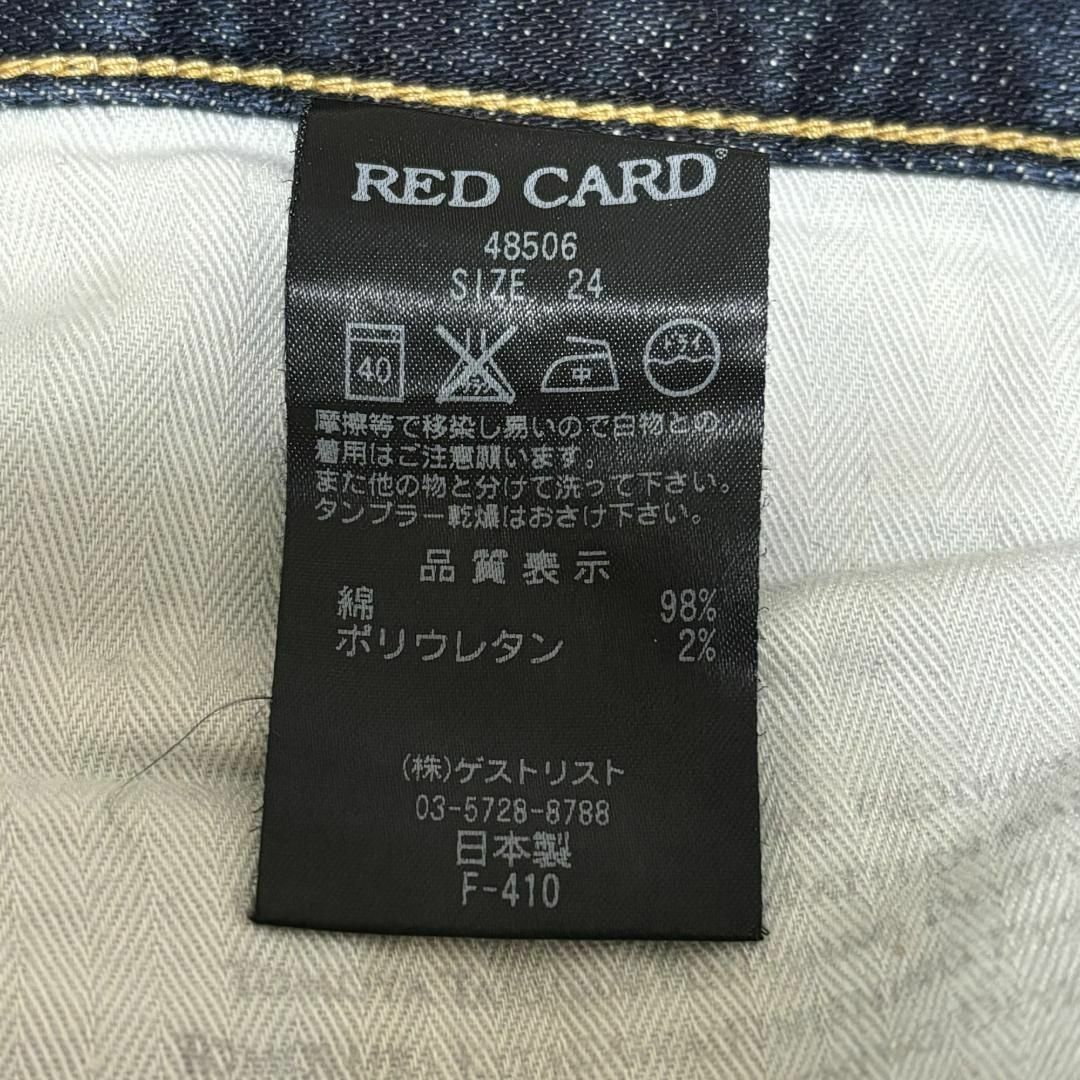 RED CARD®
48506
SIZE 24
40 中 ドライ
摩擦等で移染し易いので白物との
着用はご注意願います。
また他の物と分けて洗って下さい。
タンブラー乾燥はおさけ下さい。
品質表示
綿 98%
ポリウレタン 2%
(株)ゲストリスト
03-5728-8788
日本製
F-410